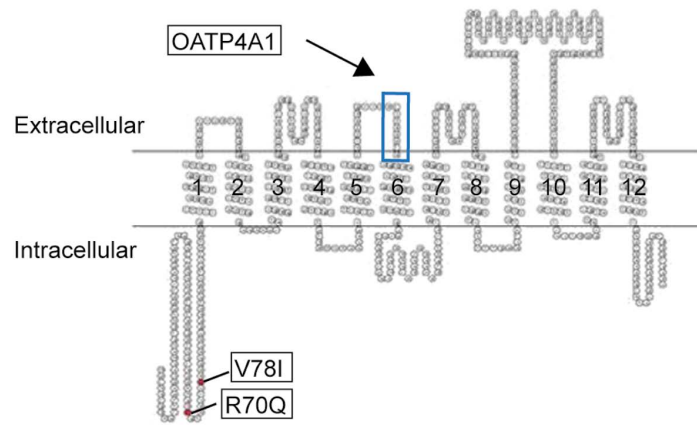 OATP4A1
Extracellular
1 2 3 4 5 6 7 8 9 10 11 12
Intracellular
V78I
R70Q